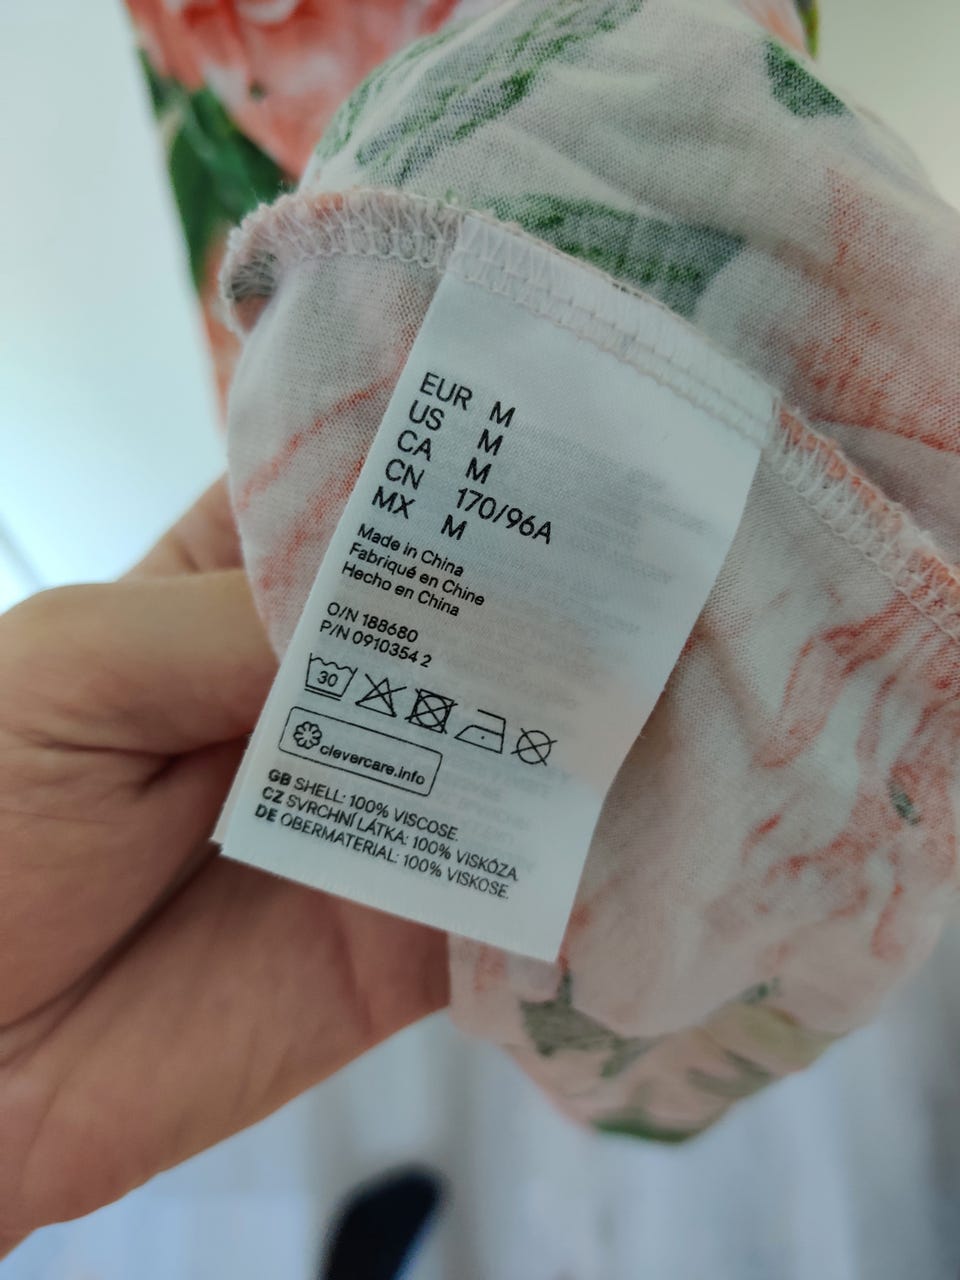 EUR M
US M
CA M
CN 170/96A
MX M
Made in China
Fabriqué en Chine
Hecho en China
O/N 188680
P/N 0910354 2
30
clevercare.info
GB SHELL: 100% VISCOSE.
CZ SVRCHNÍ LÁTKA: 100% VISKÓZA.
DE OBERMATERIAL: 100% VISKOSE.